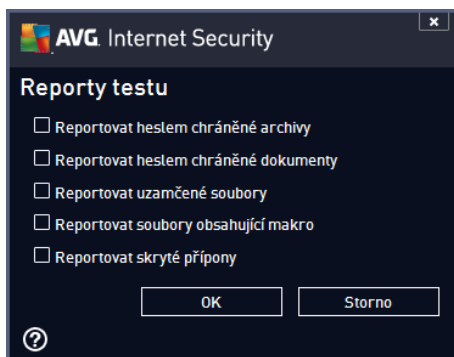 AVG. Internet Security
Reporty testu
Reportovat heslem chráněné archivy
Reportovat heslem chráněné dokumenty
Reportovat uzamčené soubory
Reportovat soubory obsahující makro
Reportovat skryté přípony
OK
Storno
?